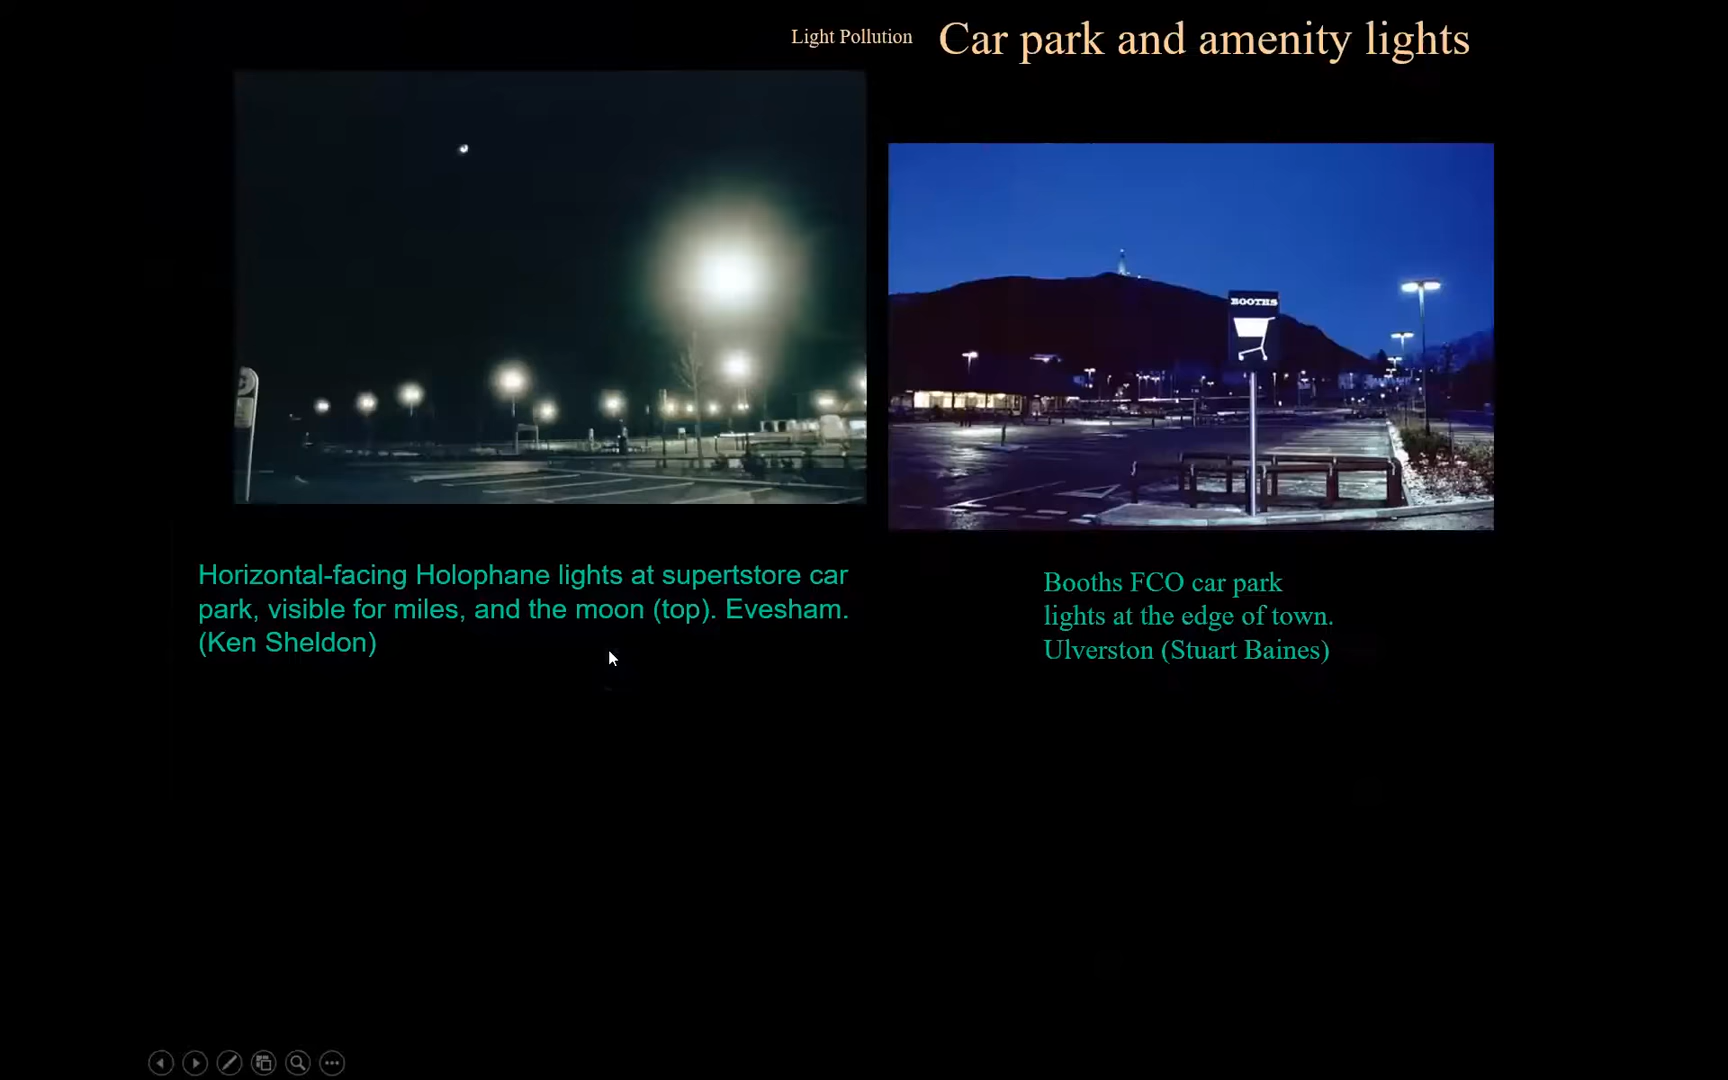 Light Pollution Car park and amenity lights
BOOTHS
Horizontal-facing Holophane lights at supertstore car
park, visible for miles, and the moon (top). Evesham.
(Ken Sheldon)
Booths FCO car park
lights at the edge of town.
Ulverston (Stuart Baines)